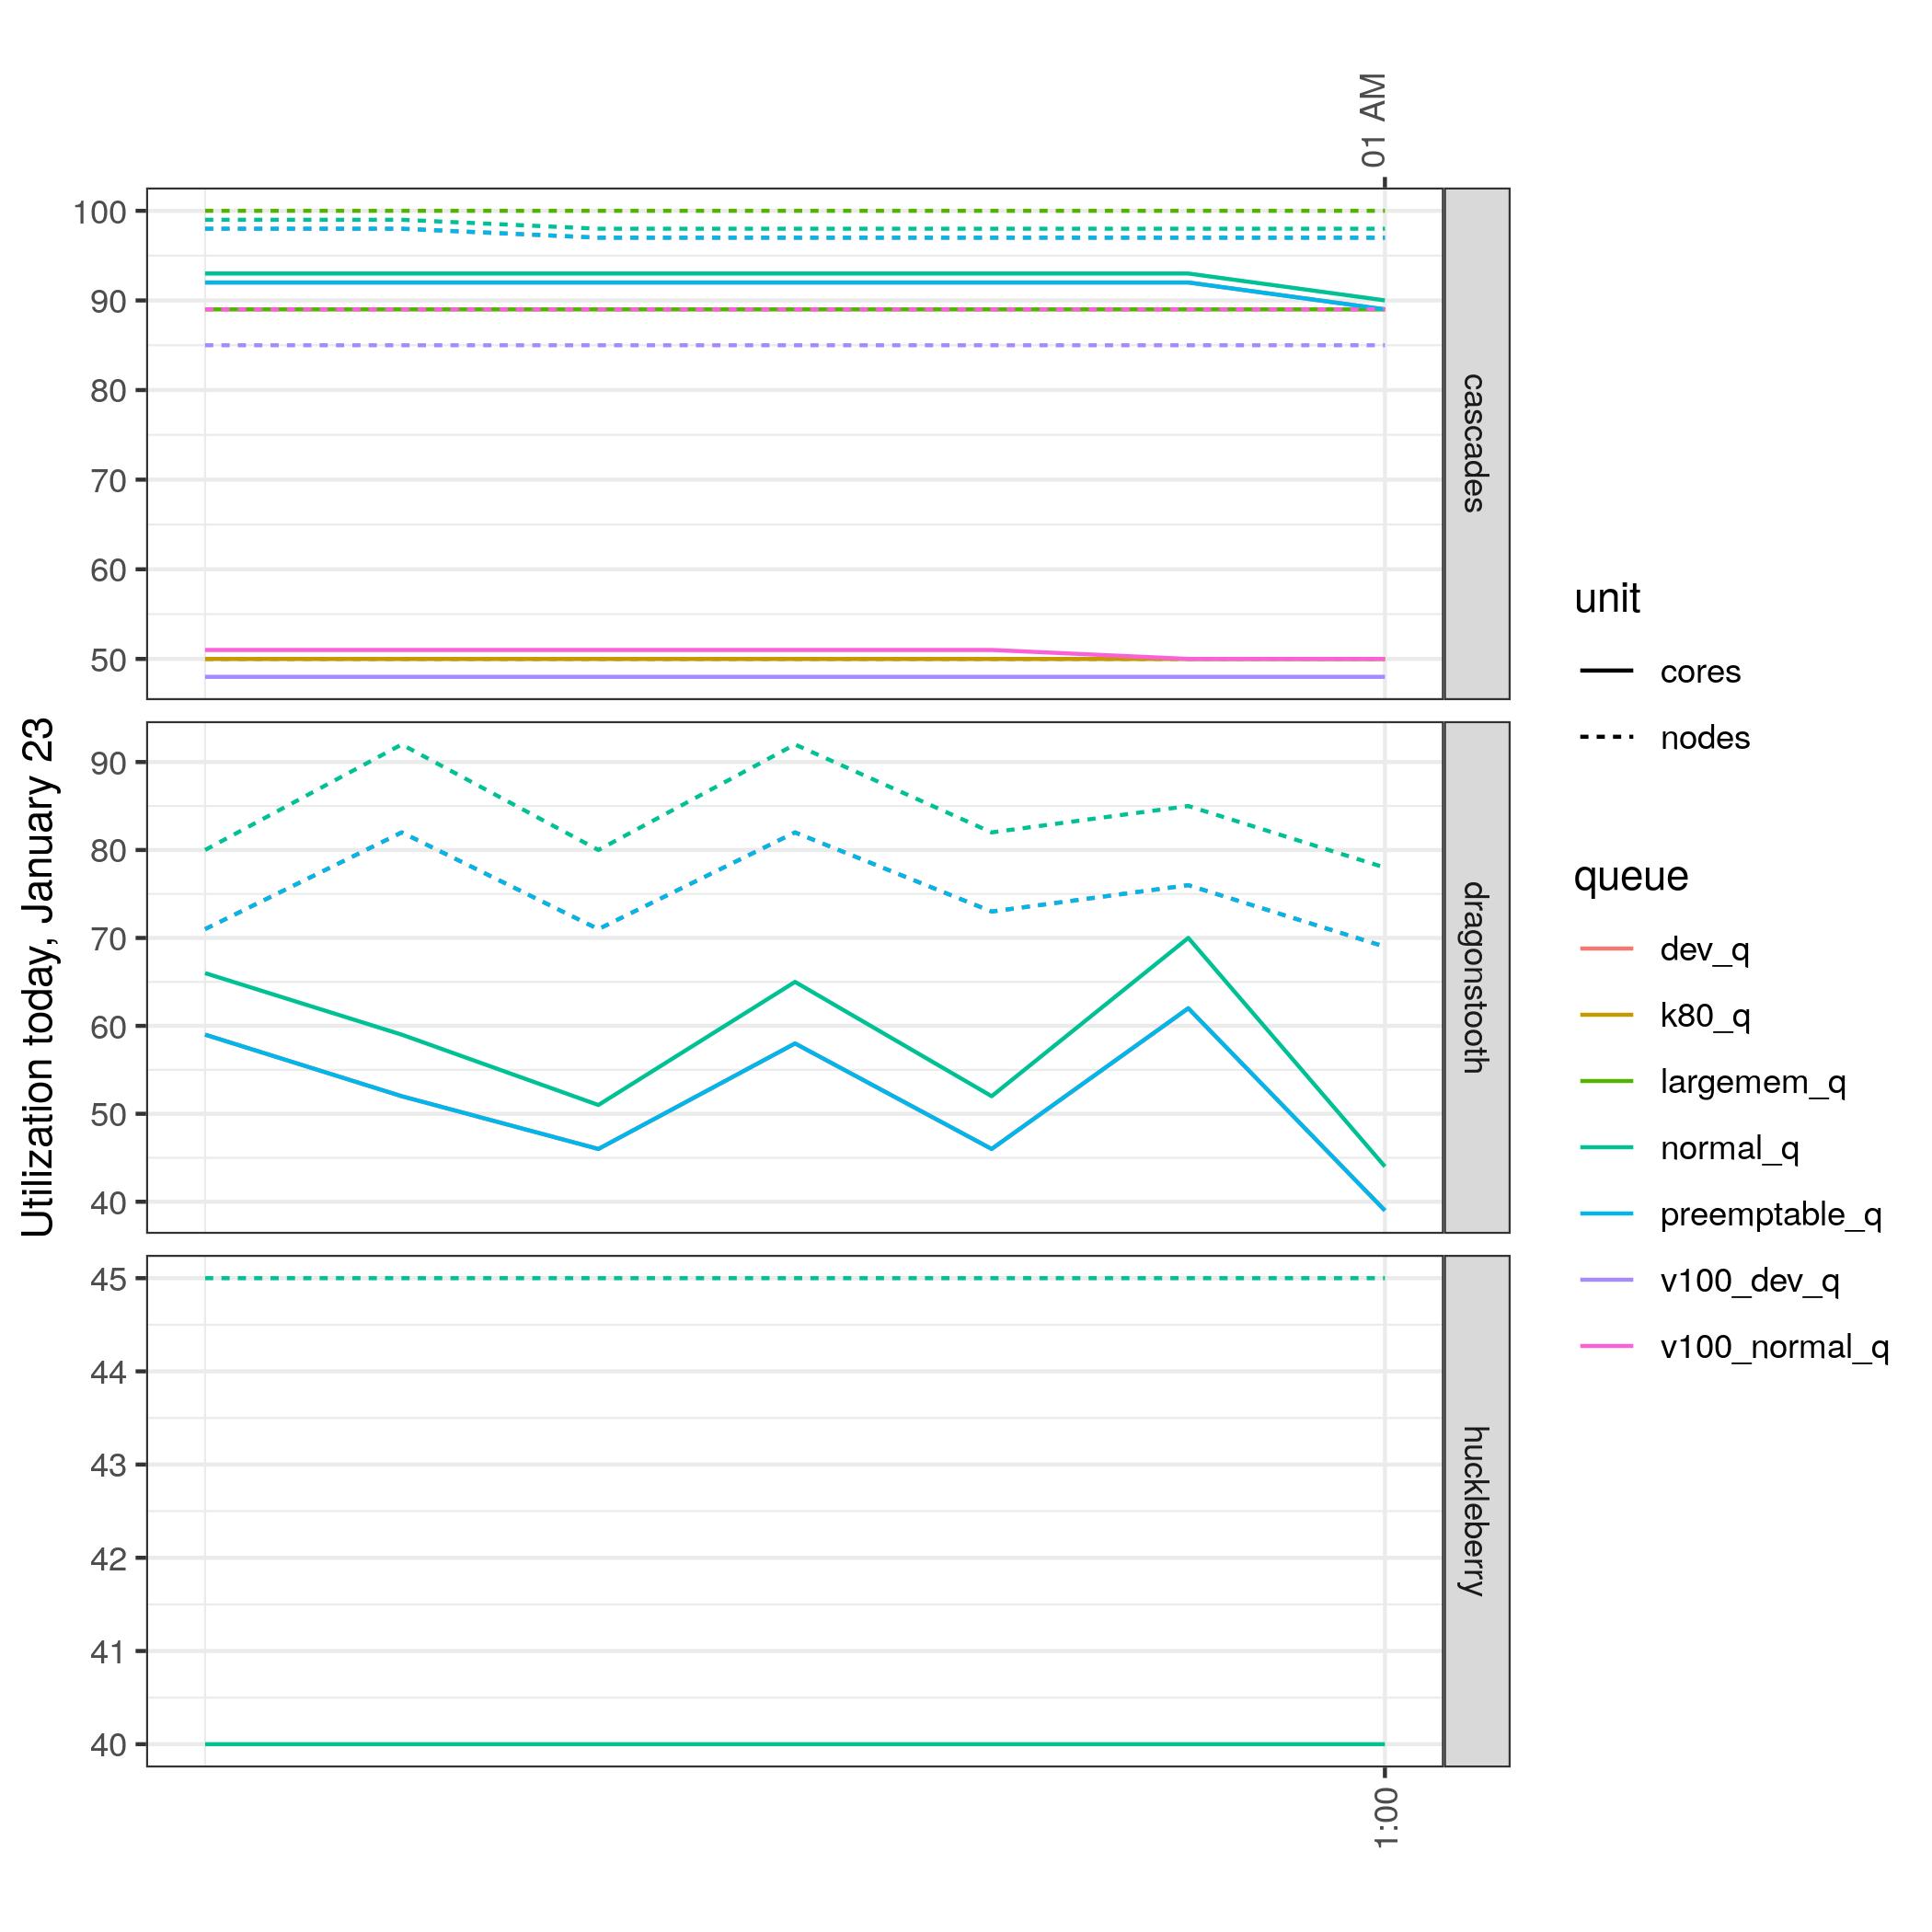 01 AM
100
90
80
70
60
50
cascades
90
80
70
60
50
40
dragonstooth
45
44
43
42
41
40
huckleberry
1:00
Utilization today, January 23
unit
cores
nodes
queue
dev_q
k80_q
largemem_q
normal_q
preemptable_q
v100_dev_q
v100_normal_q